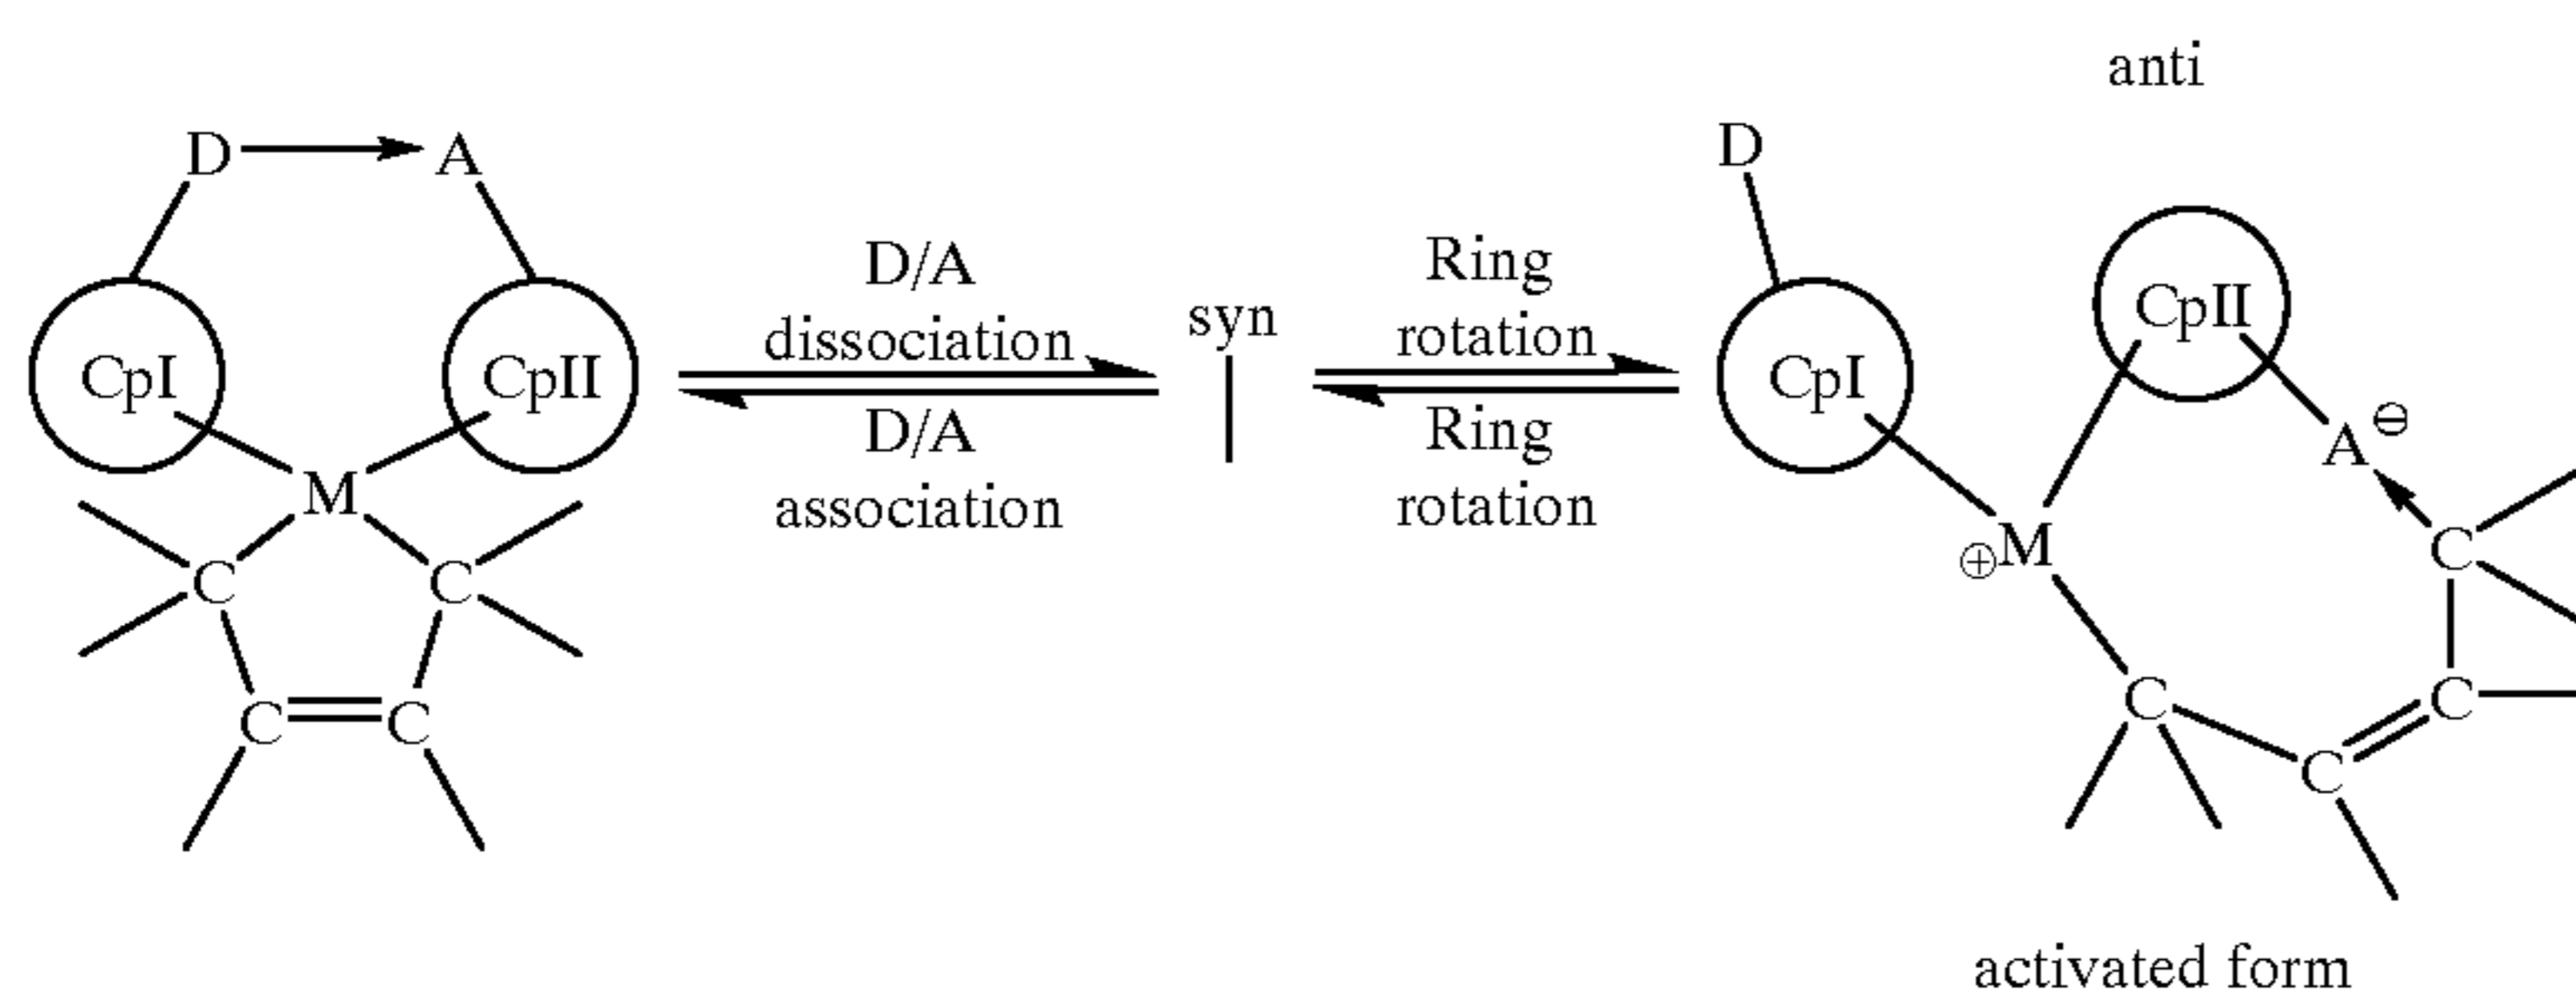 D A
CpI CpII
M
C C
C C
D/A
dissociation
D/A
association
syn
Ring
rotation
Ring
rotation
anti
D
CpI
CpII
A ⊖
⊕M
C
C
C
C
activated form